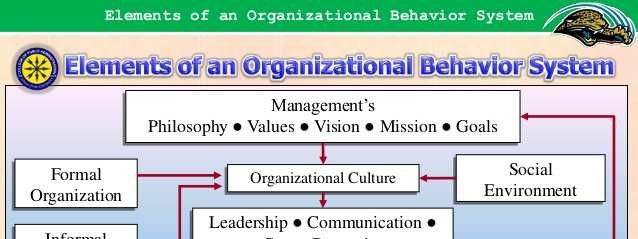 Elements of an Organizational Behavior System
Elements of an Organizational Behavior System
Management’s
Philosophy ● Values ● Vision ● Mission ● Goals
Formal
Organization
Organizational Culture
Social
Environment
Informal
Leadership ● Communication ●